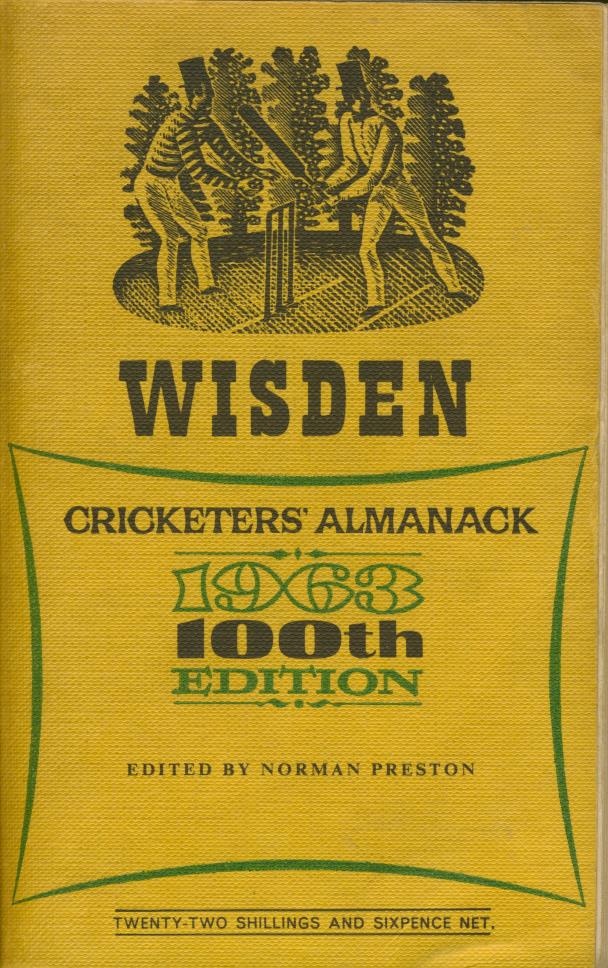 WISDEN
CRICKETERS' ALMANACK
1963
100th
EDITION
EDITED BY NORMAN PRESTON
TWENTY-TWO SHILLINGS AND SIXPENCE NET.